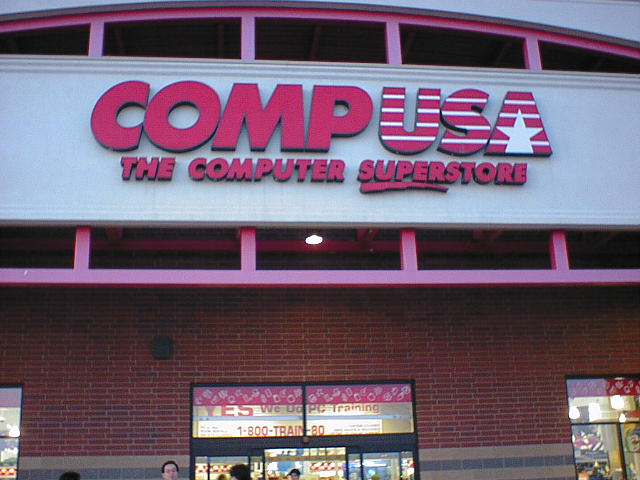 COMPUSA
THE COMPUTER SUPERSTORE
YES We Do PC Training
1-800-TRAIN-80